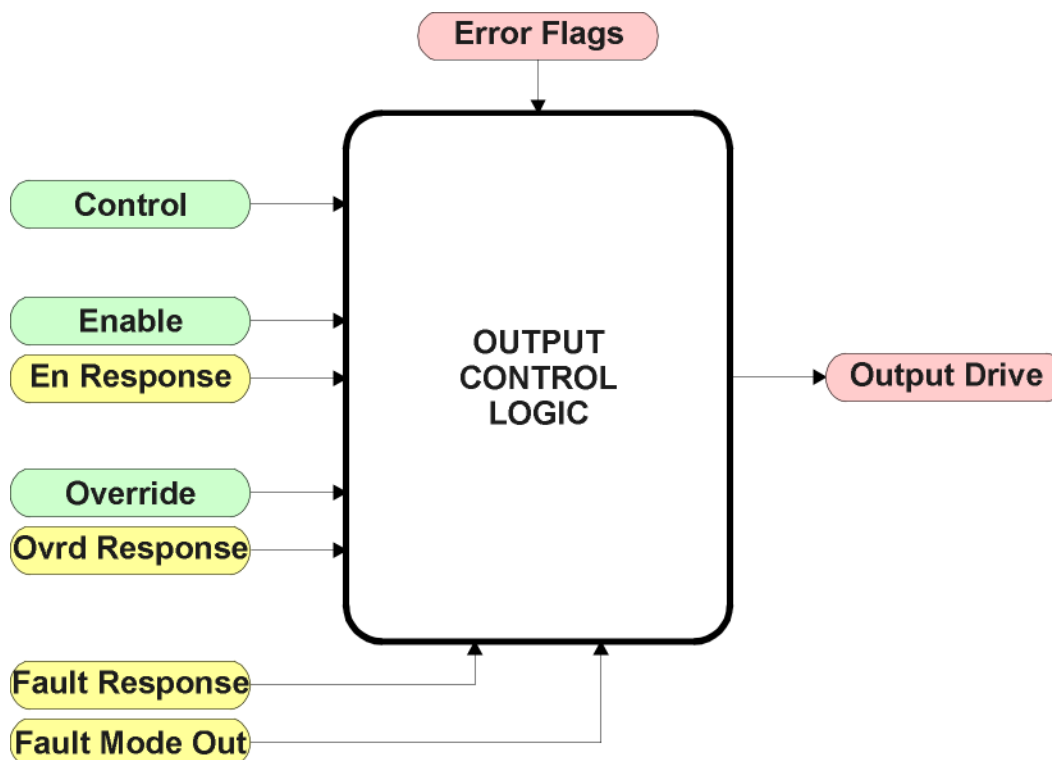 Error Flags
Control
Enable
En Response
OUTPUT
CONTROL
LOGIC
Output Drive
Override
Ovrd Response
Fault Response
Fault Mode Out